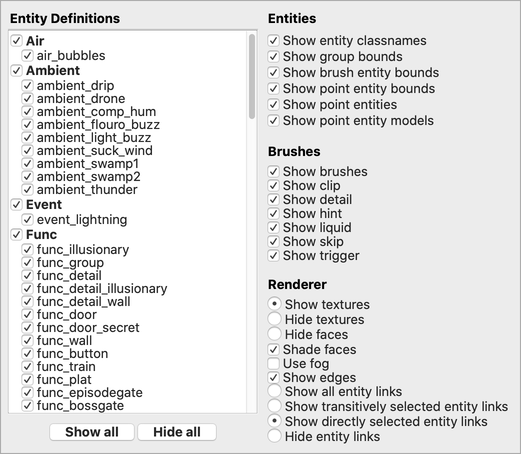 Entity Definitions
Air
air_bubbles
Ambient
ambient_drip
ambient_drone
ambient_comp_hum
ambient_flouro_buzz
ambient_light_buzz
ambient_suck_wind
ambient_swamp1
ambient_swamp2
ambient_thunder
Event
event_lightning
Func
func_illusionary
func_group
func_detail
func_detail_illusionary
func_detail_wall
func_door
func_door_secret
func_wall
func_button
func_train
func_plat
func_episodegate
func_bossgate
Show all
Hide all
Entities
Show entity classnames
Show group bounds
Show brush entity bounds
Show point entity bounds
Show point entities
Show point entity models
Brushes
Show brushes
Show clip
Show detail
Show hint
Show liquid
Show skip
Show trigger
Renderer
Show textures
Hide textures
Hide faces
Shade faces
Use fog
Show edges
Show all entity links
Show transitively selected entity links
Show directly selected entity links
Hide entity links